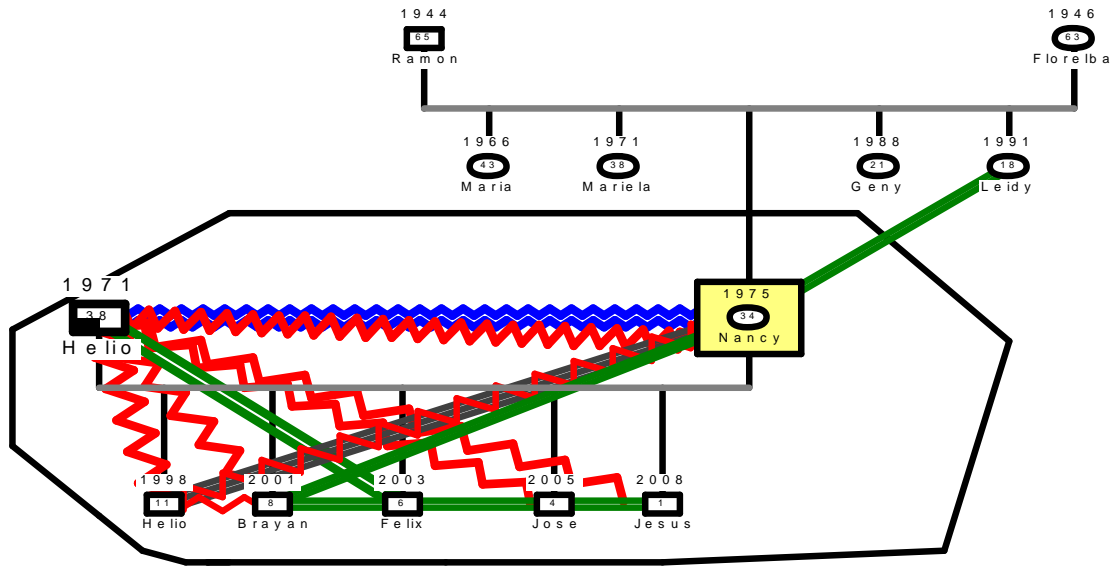 1944
65
Ramon
1946
63
Florelba
1966
43
Maria
1971
38
Mariela
1988
21
Geny
1991
18
Leidy
1971
38
Helio
1975
34
Nancy
1998
11
Helio
2001
8
Brayan
2003
6
Felix
2005
4
Jose
2008
1
Jesus